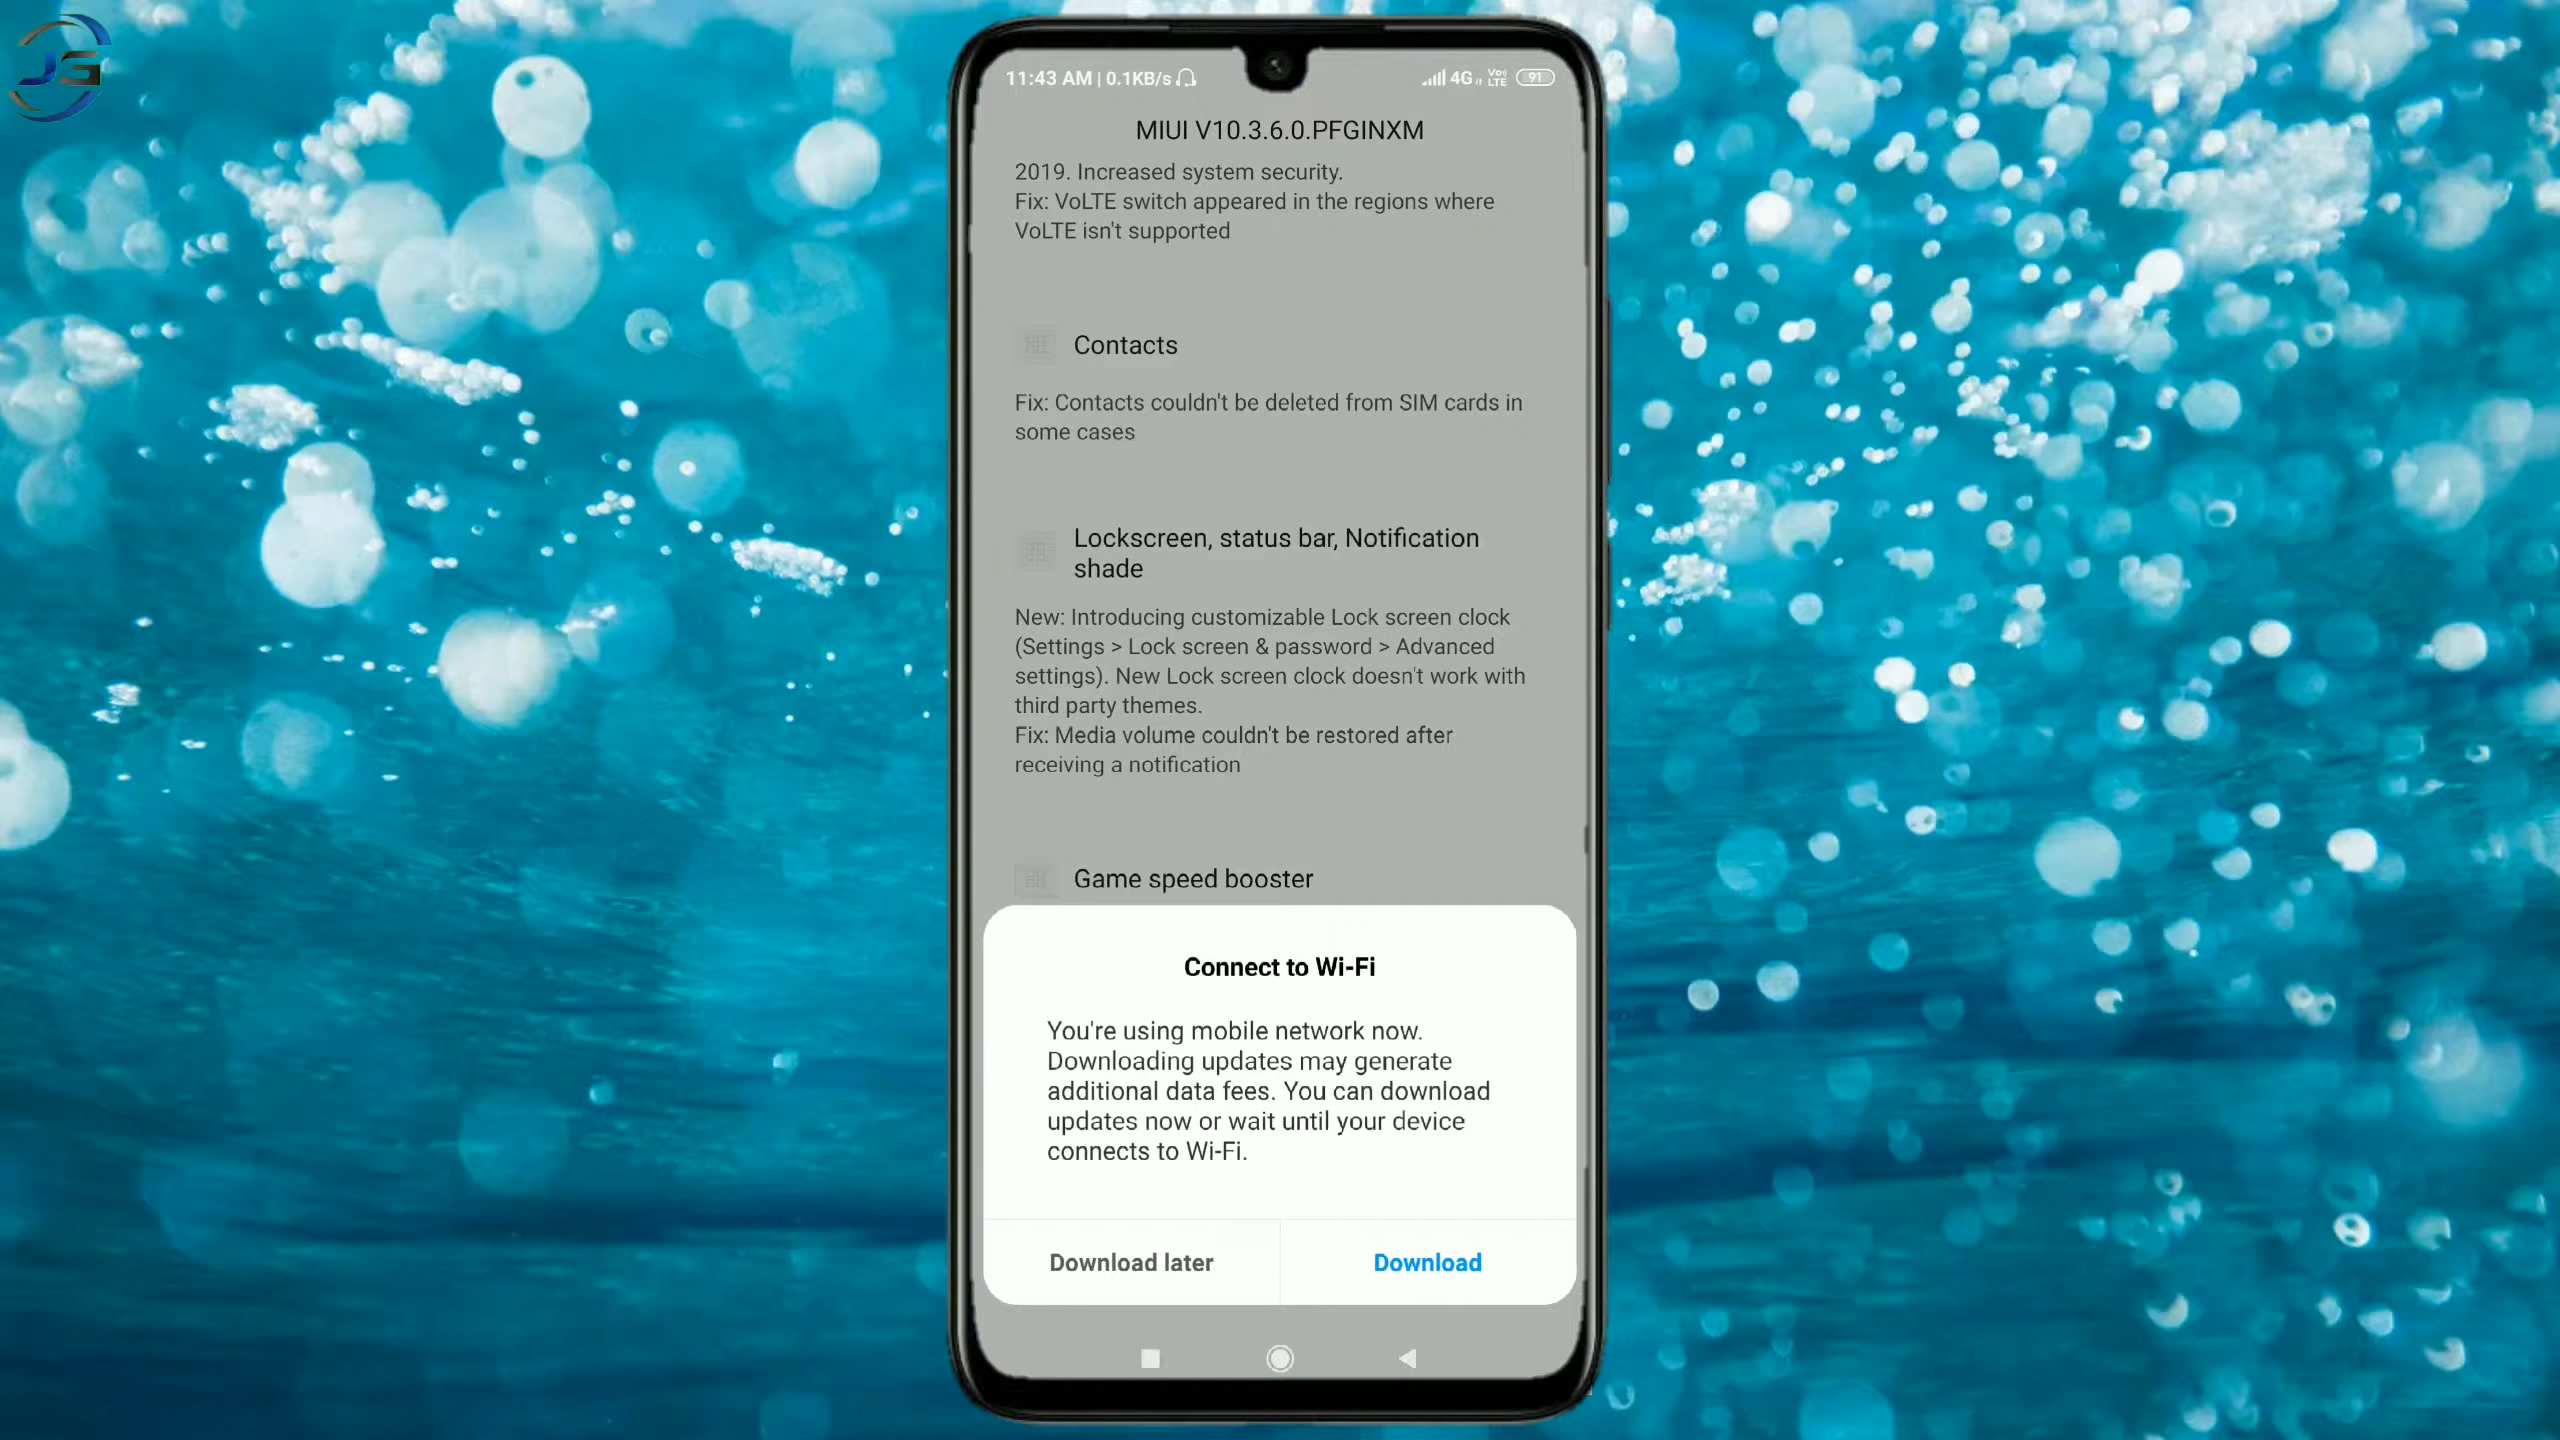 JG
11:43 AM | 0.1KB/s
4G
Vo)
LTE
91
MIUI V10.3.6.0.PFGINXM
2019. Increased system security.
Fix: VoLTE switch appeared in the regions where
VoLTE isn't supported
Contacts
Fix: Contacts couldn't be deleted from SIM cards in
some cases
Lockscreen, status bar, Notification
shade
New: Introducing customizable Lock screen clock
(Settings > Lock screen & password > Advanced
settings). New Lock screen clock doesn't work with
third party themes.
Fix: Media volume couldn't be restored after
receiving a notification
Game speed booster
Connect to Wi-Fi
You're using mobile network now.
Downloading updates may generate
additional data fees. You can download
updates now or wait until your device
connects to Wi-Fi.
Download later
Download